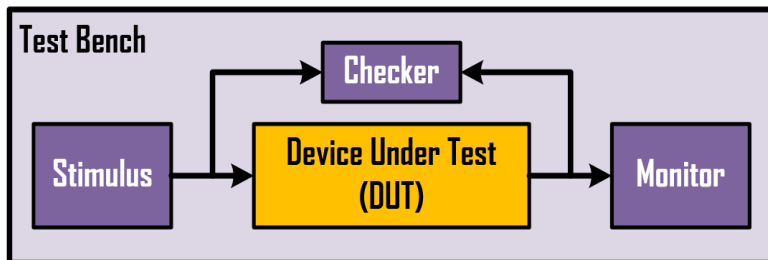 Test Bench
Checker
Stimulus
Device Under Test
(DUT)
Monitor